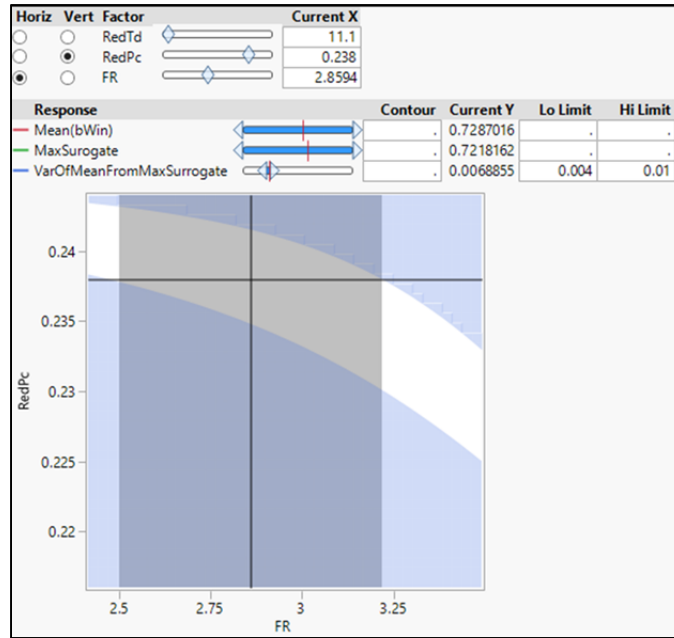 Horiz Vert Factor Current X
RedTd 11.1
RedPc 0.238
FR 2.8594
Response Contour Current Y Lo Limit Hi Limit
Mean(bWin) . 0.7287016 . .
MaxSurogate . 0.7218162 . .
VarOfMeanFromMaxSurrogate . 0.0068855 0.004 0.01
0.24
0.235
0.23
0.225
0.22
RedPc
2.5 2.75 3 3.25
FR